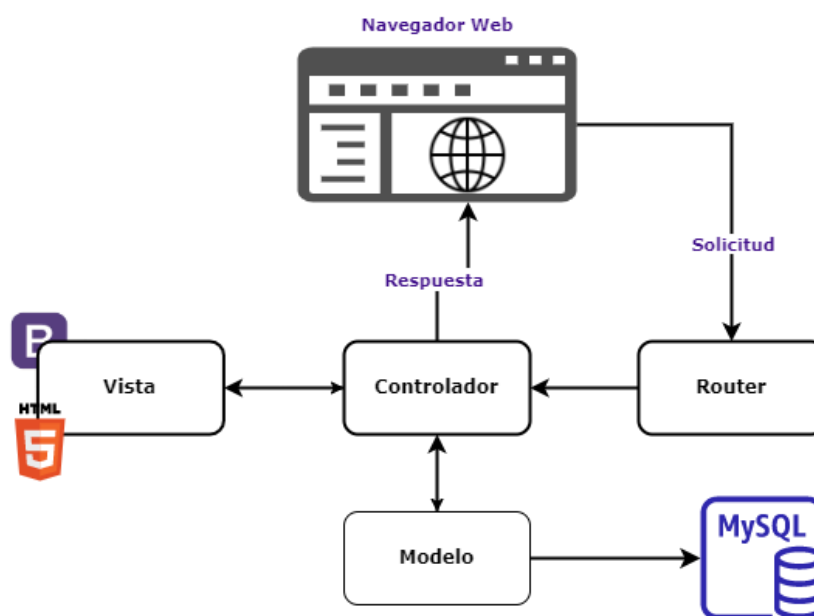 Navegador Web
Solicitud
Respuesta
B
Vista
Controlador
Router
HTML
5
Modelo
MySQL